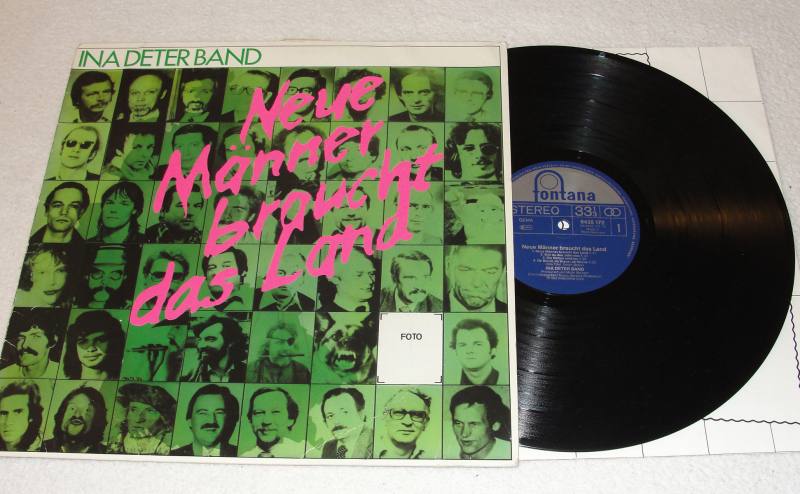 INA DETER BAND
Neue
Männer
braucht
das Land
FOTO
fontana
STEREO
33⅓
GEMA
1
Neue Männer braucht das Land
INA DETER BAND